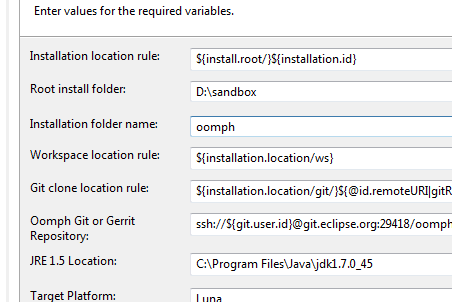 Enter values for the required variables.
Installation location rule: ${install.root/}${installation.id}
Root install folder: D:\sandbox
Installation folder name: oomph
Workspace location rule: ${installation.location/ws}
Git clone location rule: ${installation.location/git/}${@id.remoteURI|gitR
Oomph Git or Gerrit Repository: ssh://${git.user.id}@git.eclipse.org:29418/oomph
JRE 1.5 Location: C:\Program Files\Java\jdk1.7.0_45
Target Platform: Luna